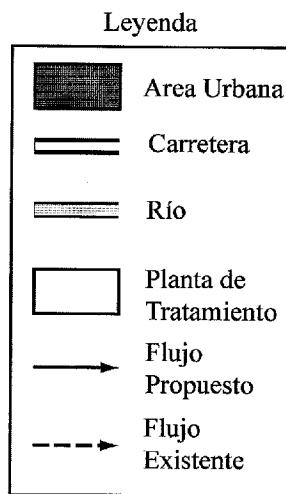 Leyenda
Area Urbana
Carretera
Río
Planta de
Tratamiento
Flujo
Propuesto
Flujo
Existente